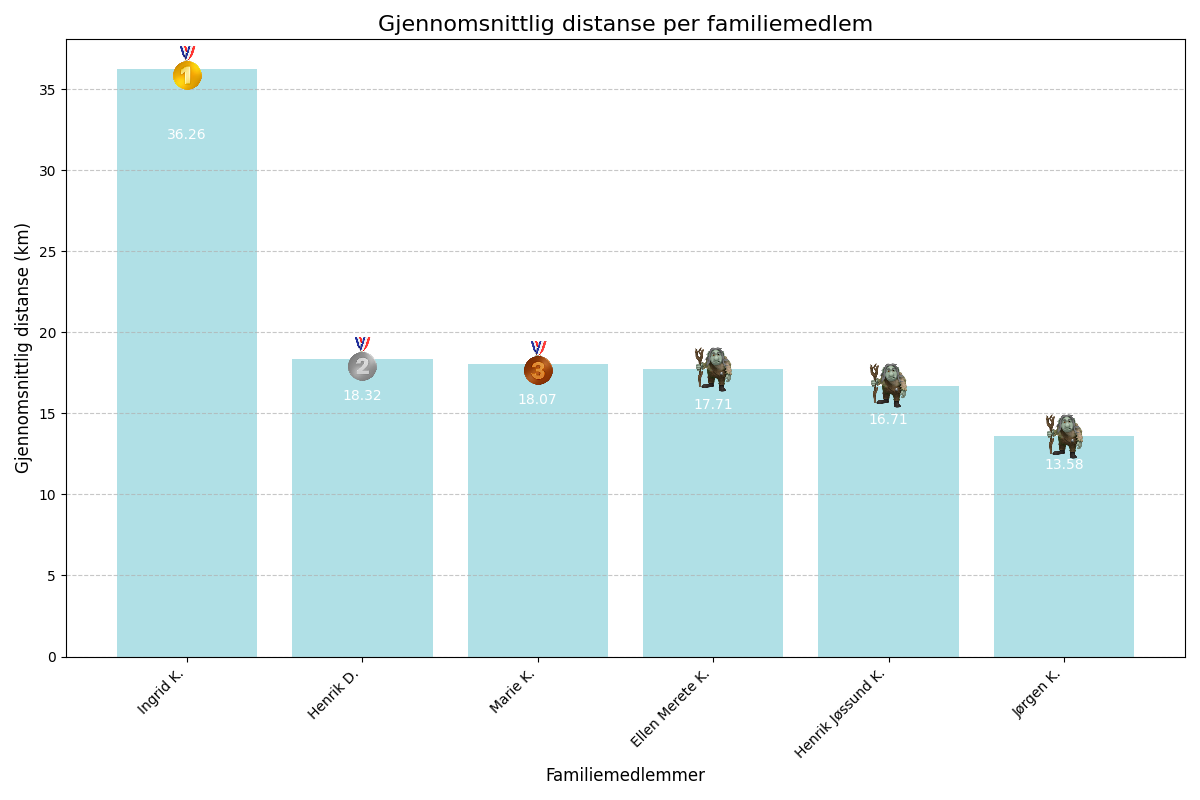 Gjennomsnittlig distanse per familiemedlem
Gjennomsnittlig distanse (km)
35
30
25
20
15
10
5
0
1
36.26
2
18.32
3
18.07
17.71
16.71
13.58
Ingrid K.
Henrik D.
Marie K.
Ellen Merete K.
Henrik Jøssund K.
Jørgen K.
Familiemedlemmer